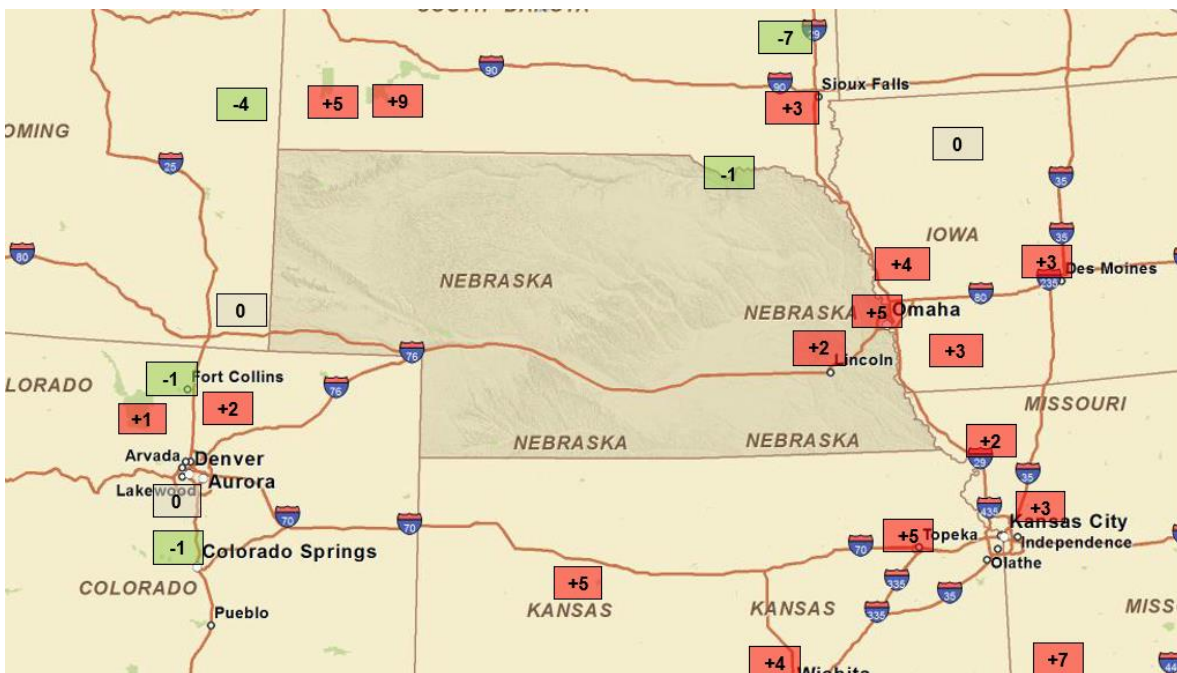 SOUTH DAKOTA
-7
29
90
90
Sioux Falls
-4
+5
+9
+3
OMING
0
25
-1
35
IOWA
35
80
+4
+3
Des Moines
235
NEBRASKA
80
0
NEBRASKA
+5
Omaha
76
+2
+3
Lincoln
-1
Fort Collins
LORADO
76
+1
+2
MISSOURI
NEBRASKA
NEBRASKA
+2
Arvada
Denver
29
35
Lakewood
Aurora
0
+3
435
70
70
Kansas City
+5
Topeka
Independence
-1
Colorado Springs
70
Olathe
+5
335
35
COLORADO
KANSAS
KANSAS
MISS
Pueblo
335
+4
Wichita
+7
44